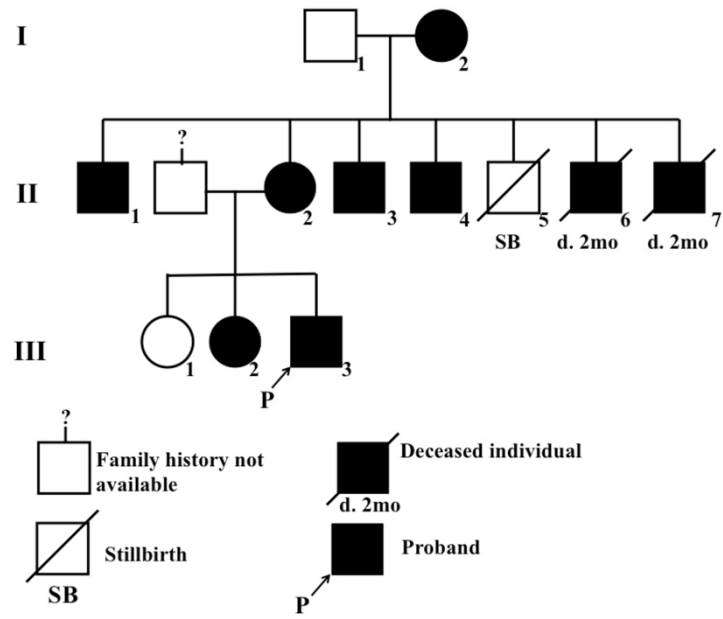 I
1
2
?
II
1
2
3
4
5
6
7
SB
d. 2mo
d. 2mo
III
1
2
3
P
?
Family history not
available
Deceased individual
d. 2mo
Stillbirth
SB
Proband
P